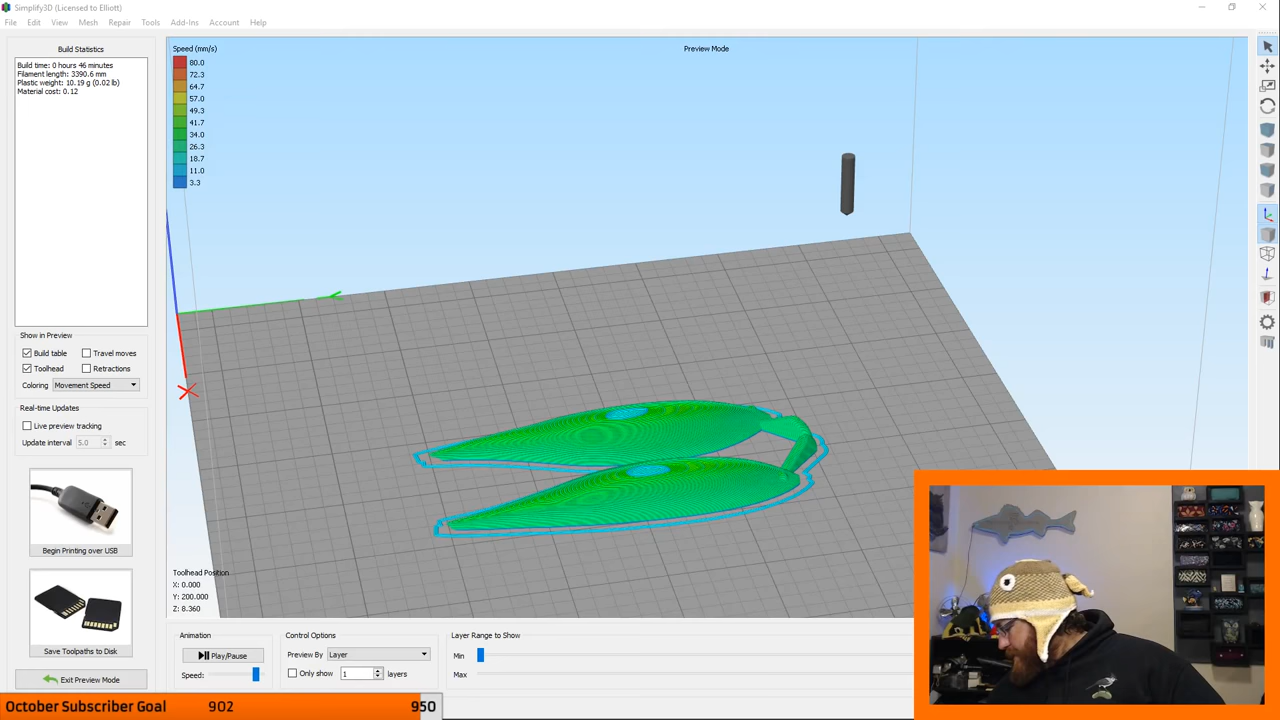 Simplify3D (Licensed to Elliott)
File Edit View Mesh Repair Tools Add-Ins Account Help
Build Statistics
Build time: 0 hours 46 minutes
Filament length: 3390.6 mm
Plastic weight: 10.19 g (0.02 lb)
Material cost: 0.12
Speed (mm/s)
80.0
72.3
64.7
57.0
49.3
41.7
34.0
26.3
18.7
11.0
3.3
Preview Mode
Show in Preview
Build table Travel moves
Toolhead Retractions
Coloring Movement Speed
Real-time Updates
Live preview tracking
Update interval 5.0 sec
Begin Printing over USB
Save Toolpaths to Disk
Exit Preview Mode
Toolhead Position
X: 0.000
Y: 200.000
Z: 8.360
Animation
Play/Pause
Speed:
Control Options
Preview By Layer
Only show 1 layers
Layer Range to Show
Min
Max
October Subscriber Goal 902 950